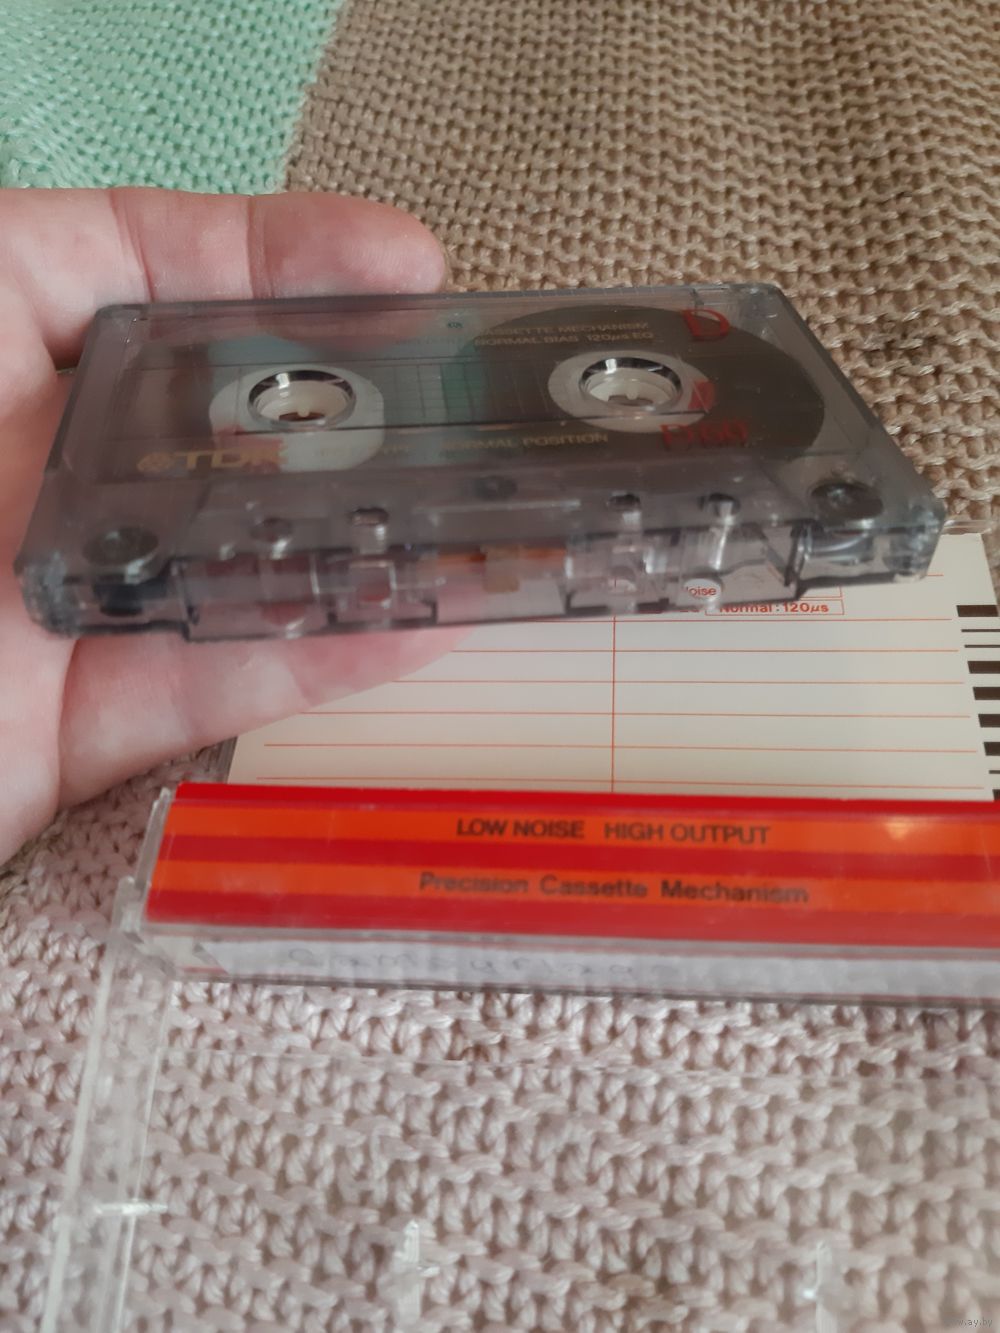 CASSETTE MECHANISM
NORMAL BIAS 120μs EQ
D
D60
TDK
NORMAL POSITION
Noise
Normal:120μs
LOW NOISE HIGH OUTPUT
Precision Cassette Mechanism